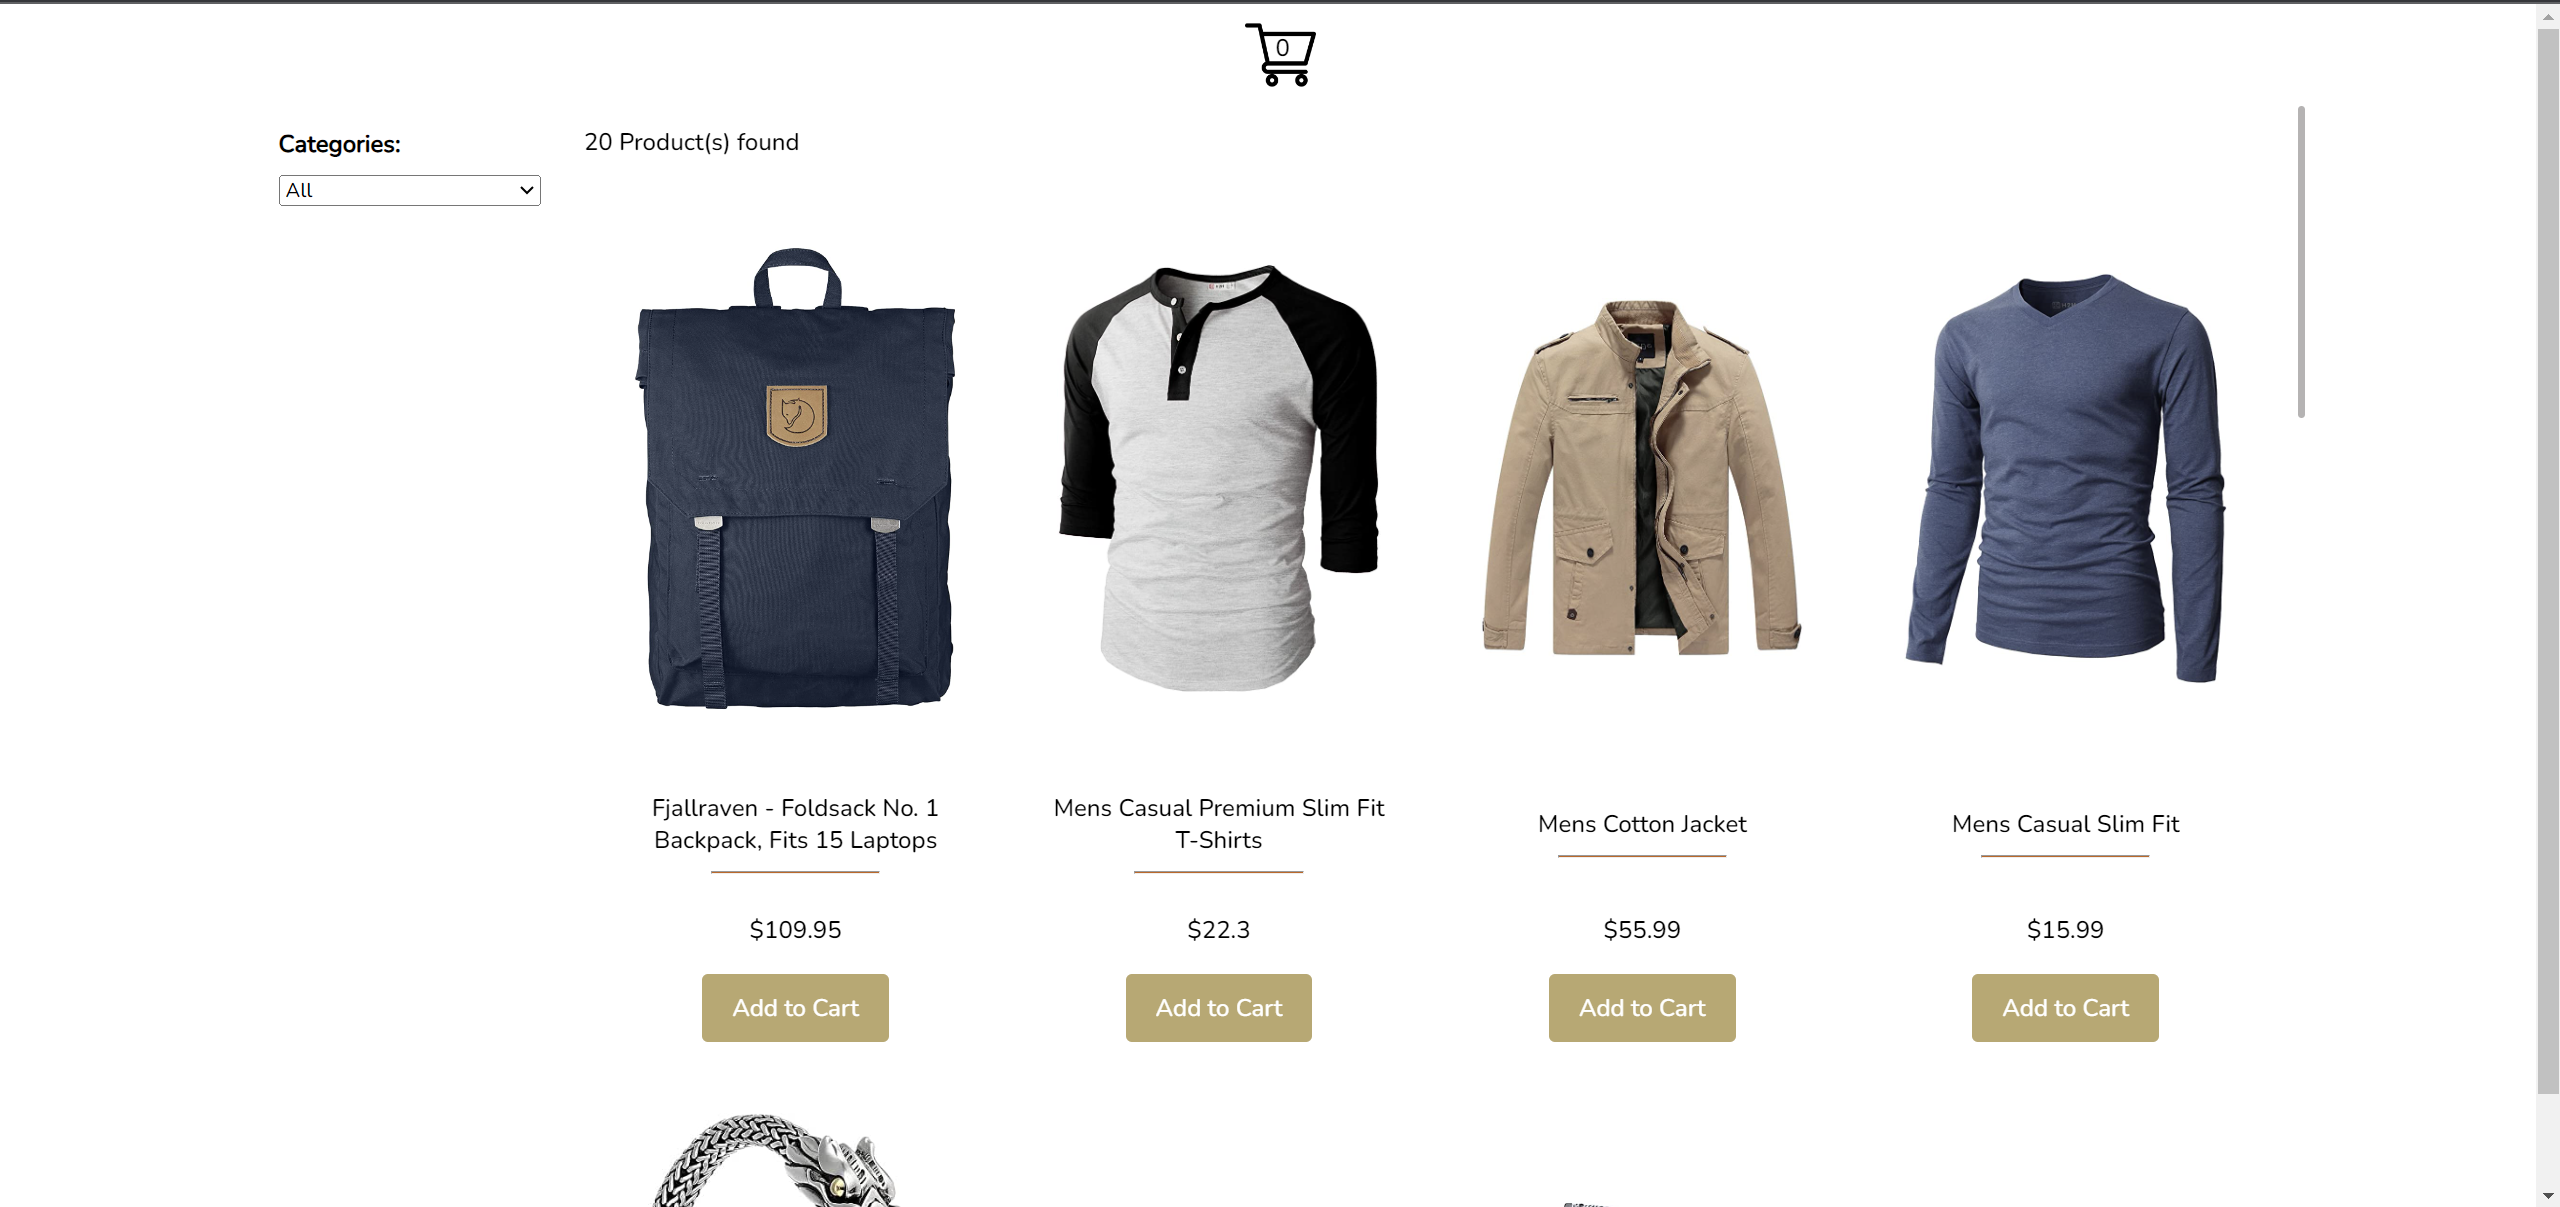 0
Categories:
20 Product(s) found
All
Fjallraven - Foldsack No. 1
Backpack, Fits 15 Laptops
Mens Casual Premium Slim Fit
T-Shirts
Mens Cotton Jacket
Mens Casual Slim Fit
$109.95
$22.3
$55.99
$15.99
Add to Cart
Add to Cart
Add to Cart
Add to Cart